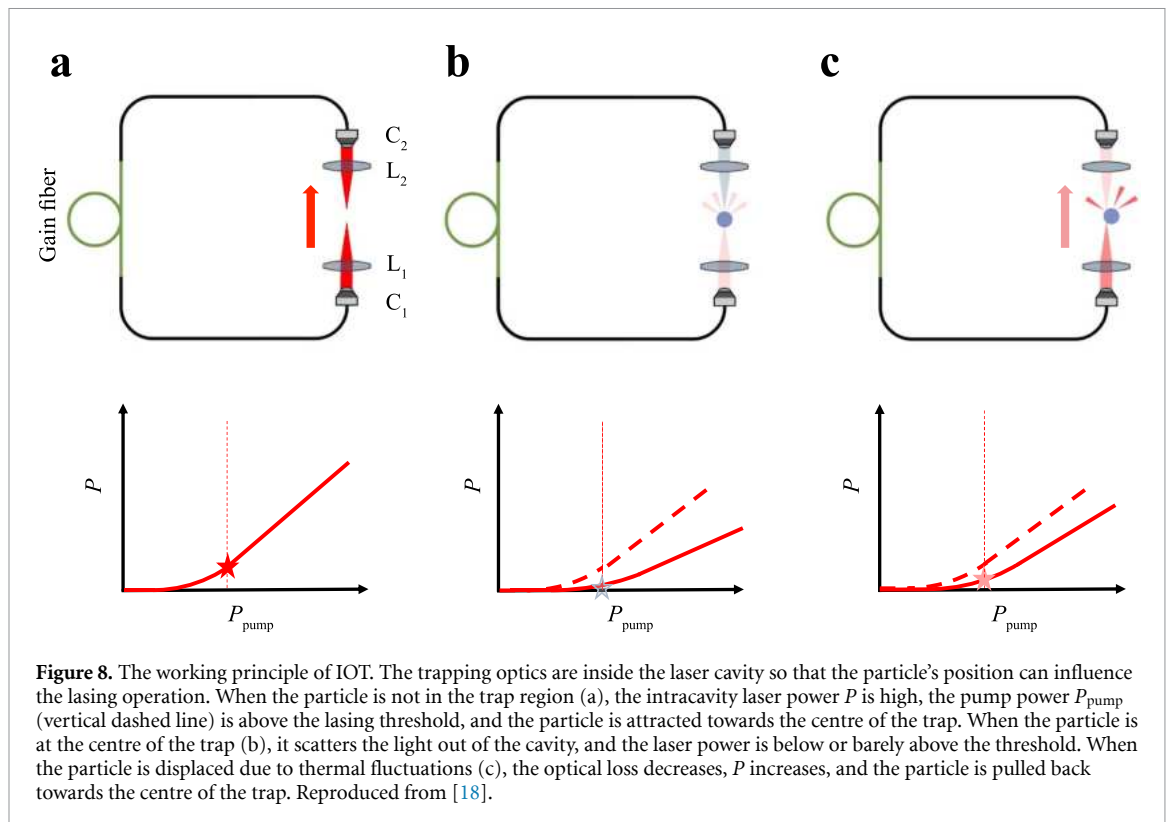 a
b
c
Gain fiber
C2
L2
L1
C1
P
Ppump
P
Ppump
P
Ppump
Figure 8. The working principle of IOT. The trapping optics are inside the laser cavity so that the particle's position can influence
the lasing operation. When the particle is not in the trap region (a), the intracavity laser power P is high, the pump power Ppump
(vertical dashed line) is above the lasing threshold, and the particle is attracted towards the centre of the trap. When the particle is
at the centre of the trap (b), it scatters the light out of the cavity, and the laser power is below or barely above the threshold. When
the particle is displaced due to thermal fluctuations (c), the optical loss decreases, P increases, and the particle is pulled back
towards the centre of the trap. Reproduced from [18].